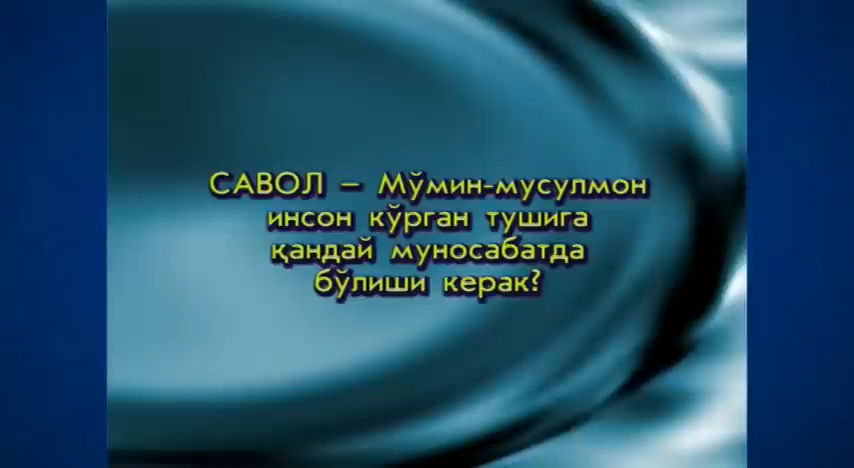 САВОЛ – Мўмин-мусулмон
инсон кўрган тушига
қандай муносабатда
бўлиши керак?